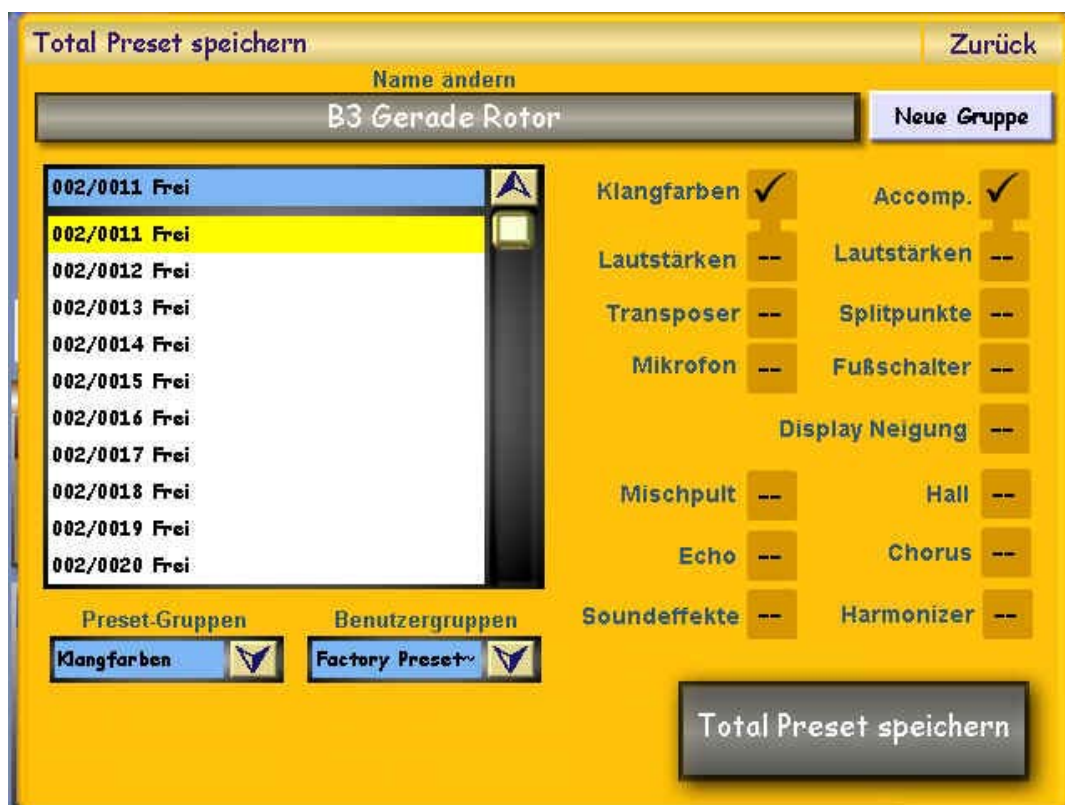 Total Preset speichern
Zurück
Name ändern
B3 Gerade Rotor
Neue Gruppe
002/0011 Frei
002/0011 Frei
002/0012 Frei
002/0013 Frei
002/0014 Frei
002/0015 Frei
002/0016 Frei
002/0017 Frei
002/0018 Frei
002/0019 Frei
002/0020 Frei
Preset-Gruppen
Benutzergruppen
Klangfarben
Factory Preset~
Klangfarben ✓ Accomp. ✓
Lautstärken -- Lautstärken --
Transposer -- Splitpunkte --
Mikrofon -- Fußschalter --
Display Neigung --
Mischpult -- Hall --
Echo -- Chorus --
Soundeffekte -- Harmonizer --
Total Preset speichern